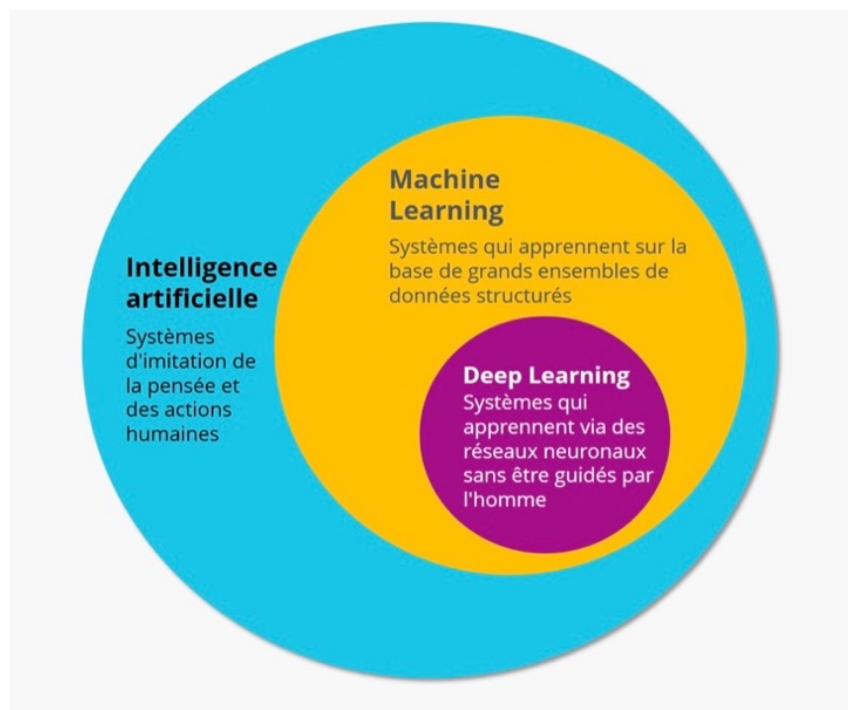 Machine
Learning
Systèmes qui apprennent sur la
base de grands ensembles de
données structurés
Intelligence
artificielle
Systèmes
d'imitation de
la pensée et
des actions
humaines
Deep Learning
Systèmes qui
apprennent via des
réseaux neuronaux
sans être guidés par
l'homme